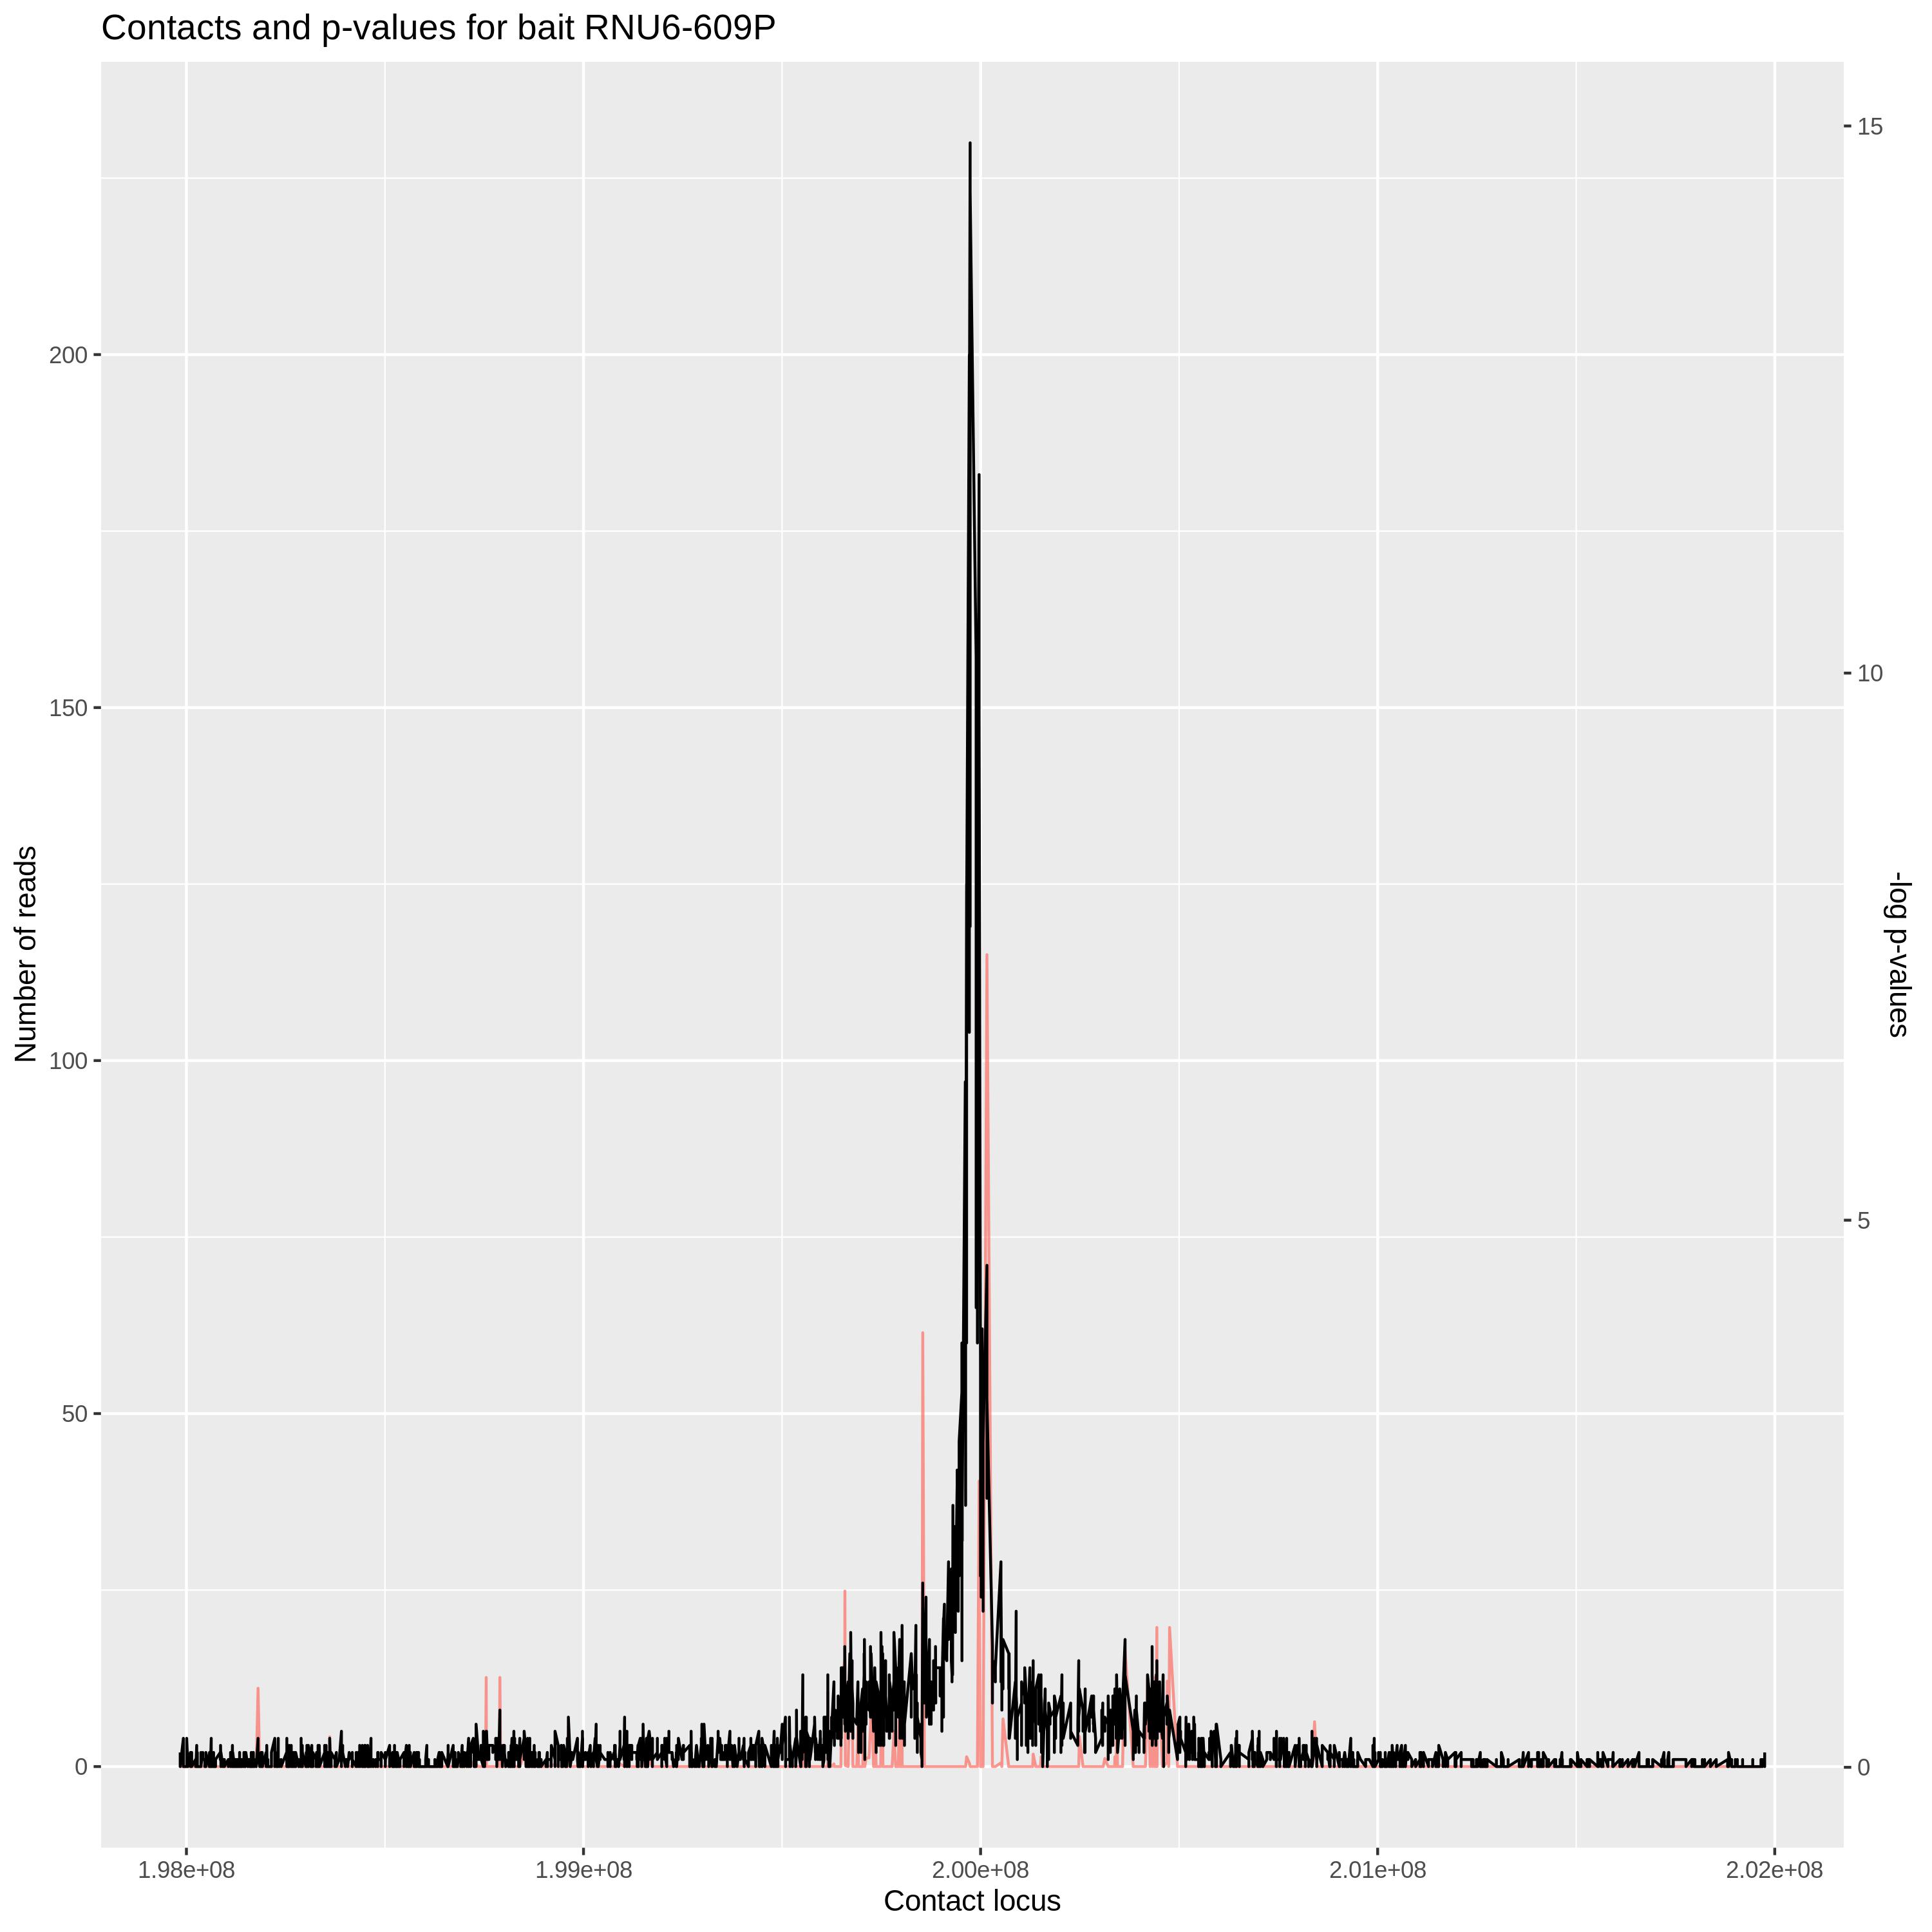 Contacts and p-values for bait RNU6-609P
Number of reads
200
150
100
50
0
15
10
5
0
-log p-values
1.98e+08
1.99e+08
2.00e+08
2.01e+08
2.02e+08
Contact locus